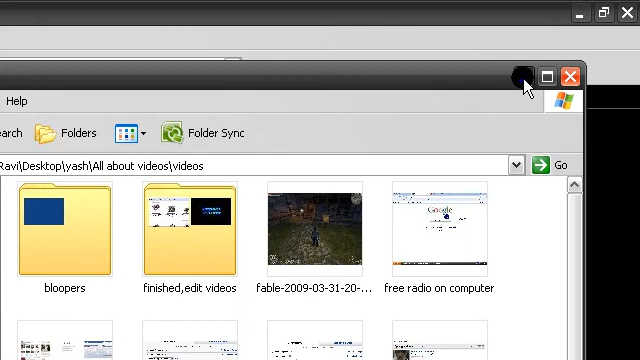 Help
earch Folders Folder Sync
Ravi\Desktop\yash\All about videos\videos Go
bloopers finished,edit videos fable-2009-03-31-20-... free radio on computer
Google